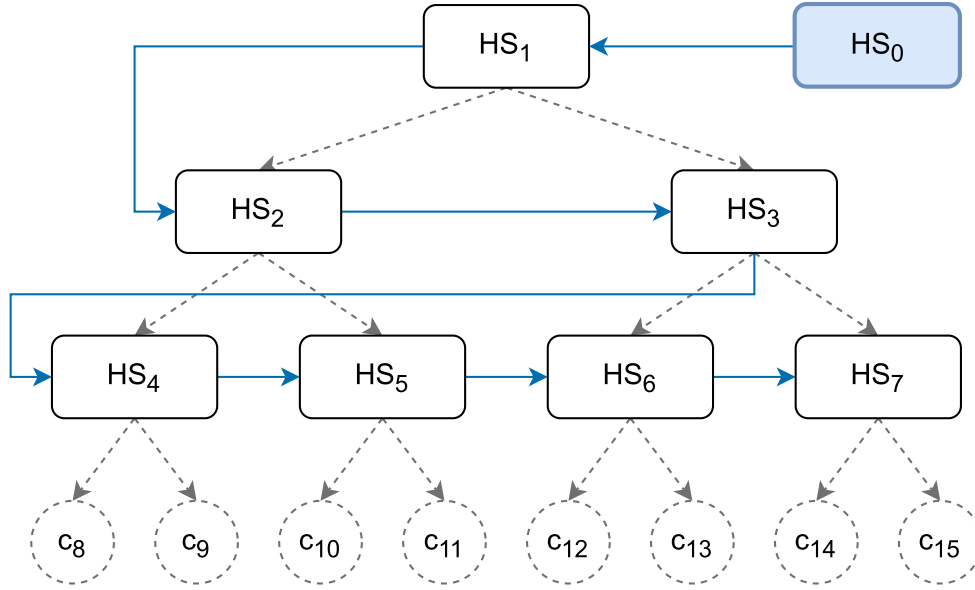 HS₁ HS₀
HS₂ HS₃
HS₄ HS₅ HS₆ HS₇
c₈ c₉ c₁₀ c₁₁ c₁₂ c₁₃ c₁₄ c₁₅